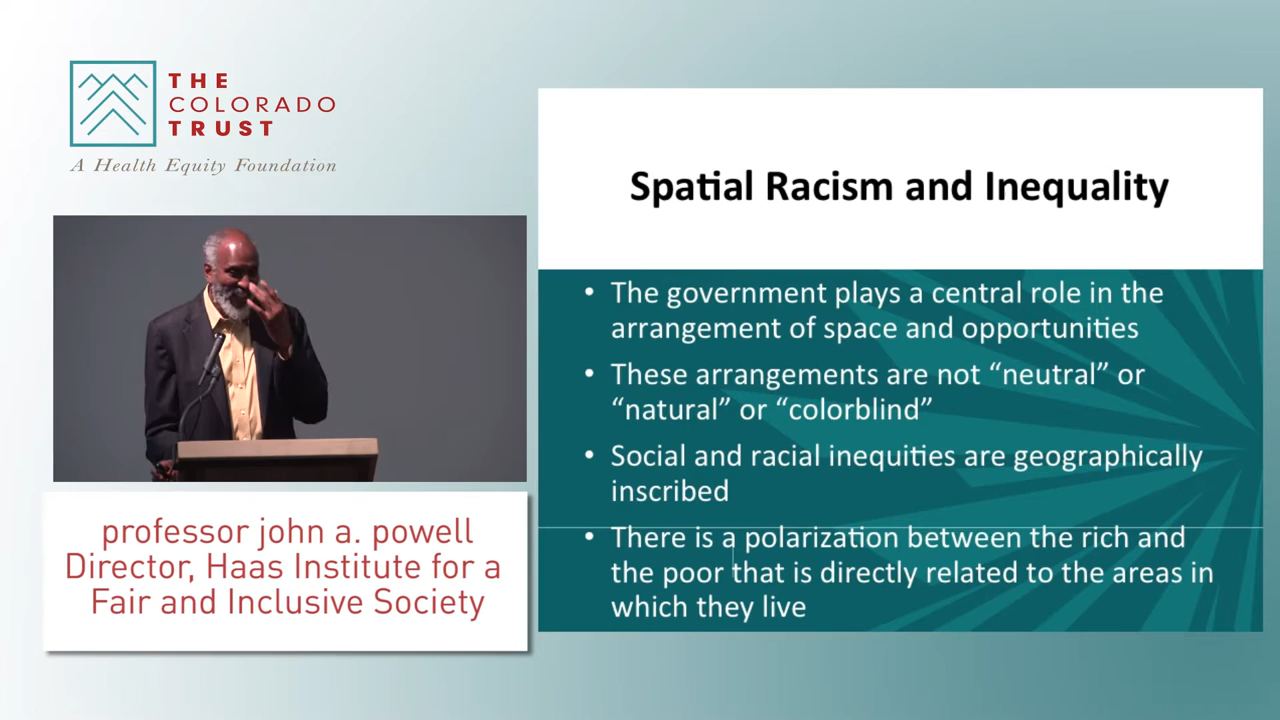 THE
COLORADO
TRUST
A Health Equity Foundation
professor john a. powell
Director, Haas Institute for a
Fair and Inclusive Society
Spatial Racism and Inequality
• The government plays a central role in the
arrangement of space and opportunities
• These arrangements are not “neutral” or
“natural” or “colorblind”
• Social and racial inequities are geographically
inscribed
• There is a polarization between the rich and
the poor that is directly related to the areas in
which they live